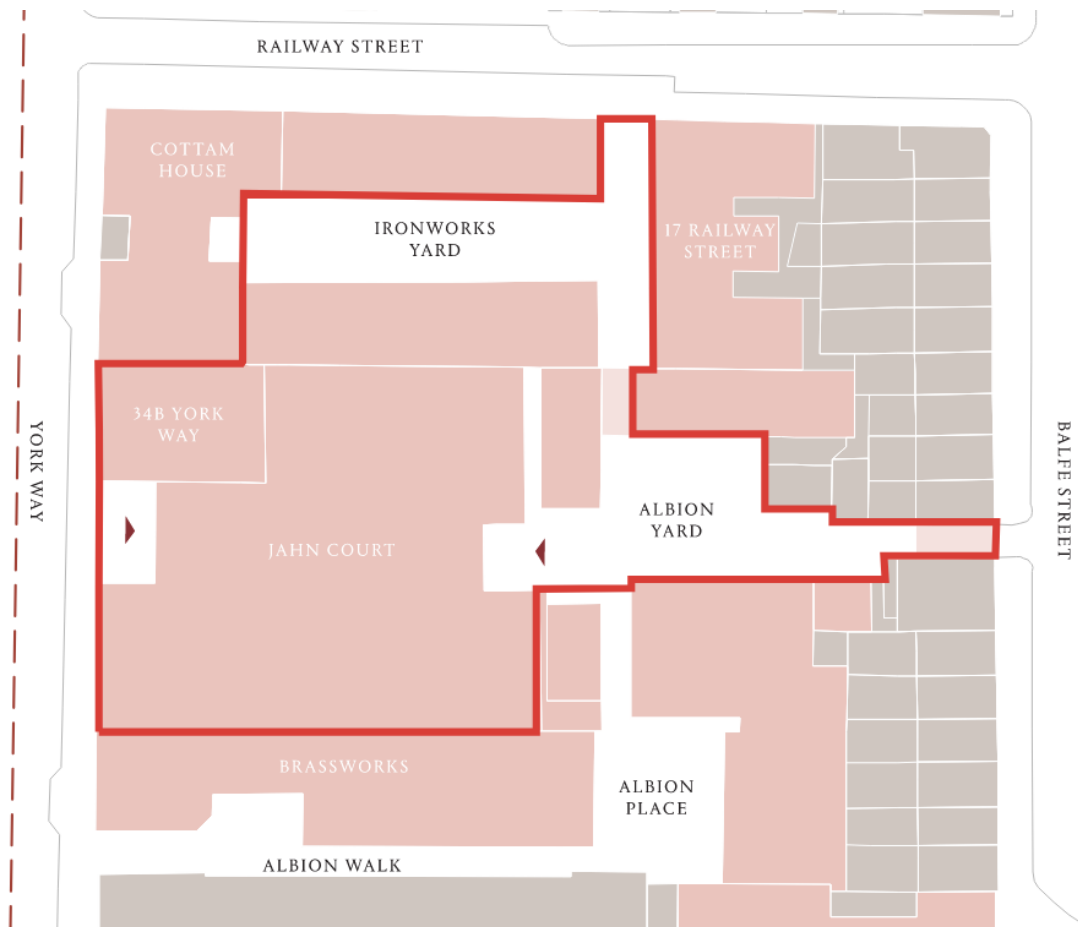 RAILWAY STREET
COTTAM
HOUSE
IRONWORKS
YARD
17 RAILWAY
STREET
34B YORK
WAY
YORK WAY
BALFE STREET
ALBION
YARD
JAHN COURT
BRASSWORKS
ALBION
PLACE
ALBION WALK